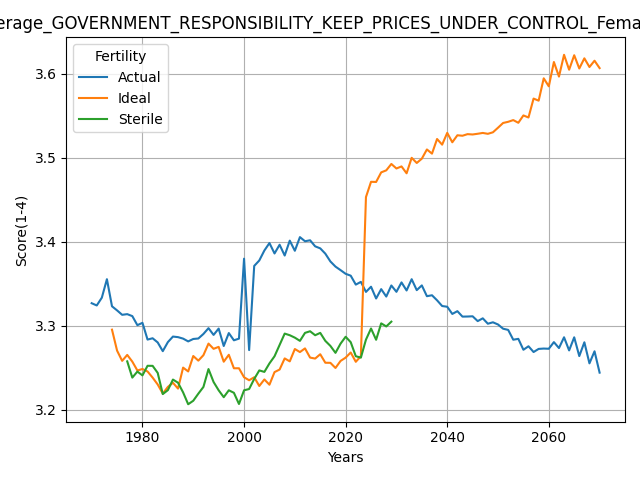 erage_GOVERNMENT_RESPONSIBILITY_KEEP_PRICES_UNDER_CONTROL_Fema
Fertility
Actual
Ideal
Sterile
Score(1-4)
3.6
3.5
3.4
3.3
3.2
1980 2000 2020 2040 2060
Years